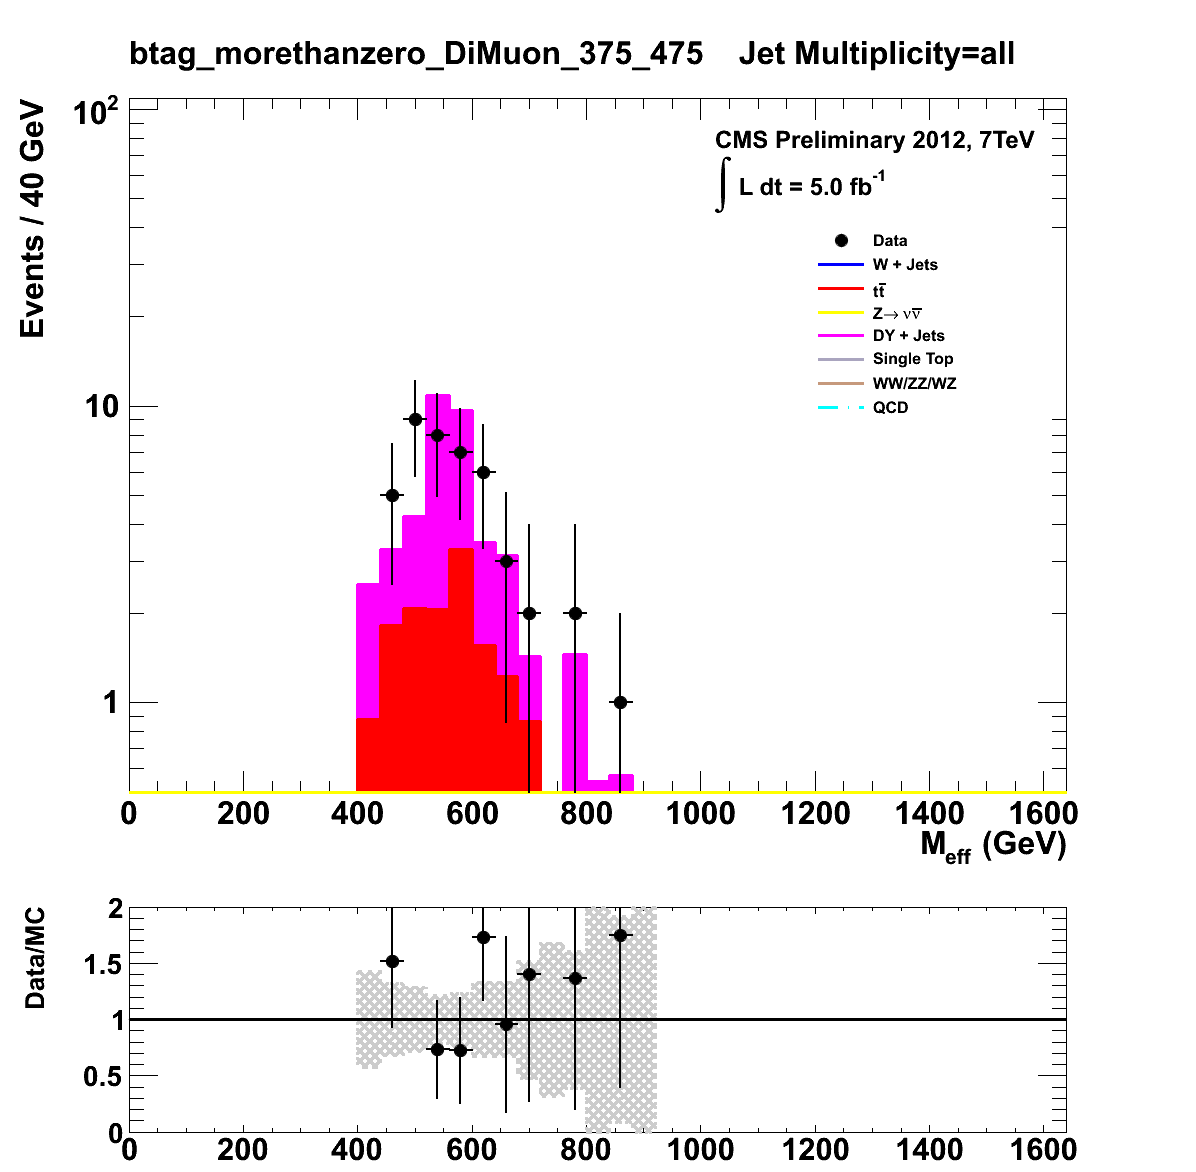 btag_morethanzero_DiMuon_375_475 Jet Multiplicity=all
Events / 40 GeV
10²
10
1
CMS Preliminary 2012, 7TeV
∫ L dt = 5.0 fb⁻¹
Data
W + Jets
tt̅
Z→ νν̅
DY + Jets
Single Top
WW/ZZ/WZ
QCD
0 200 400 600 800 1000 1200 1400 1600
M_eff (GeV)
Data/MC
2
1.5
1
0.5
0
0 200 400 600 800 1000 1200 1400 1600